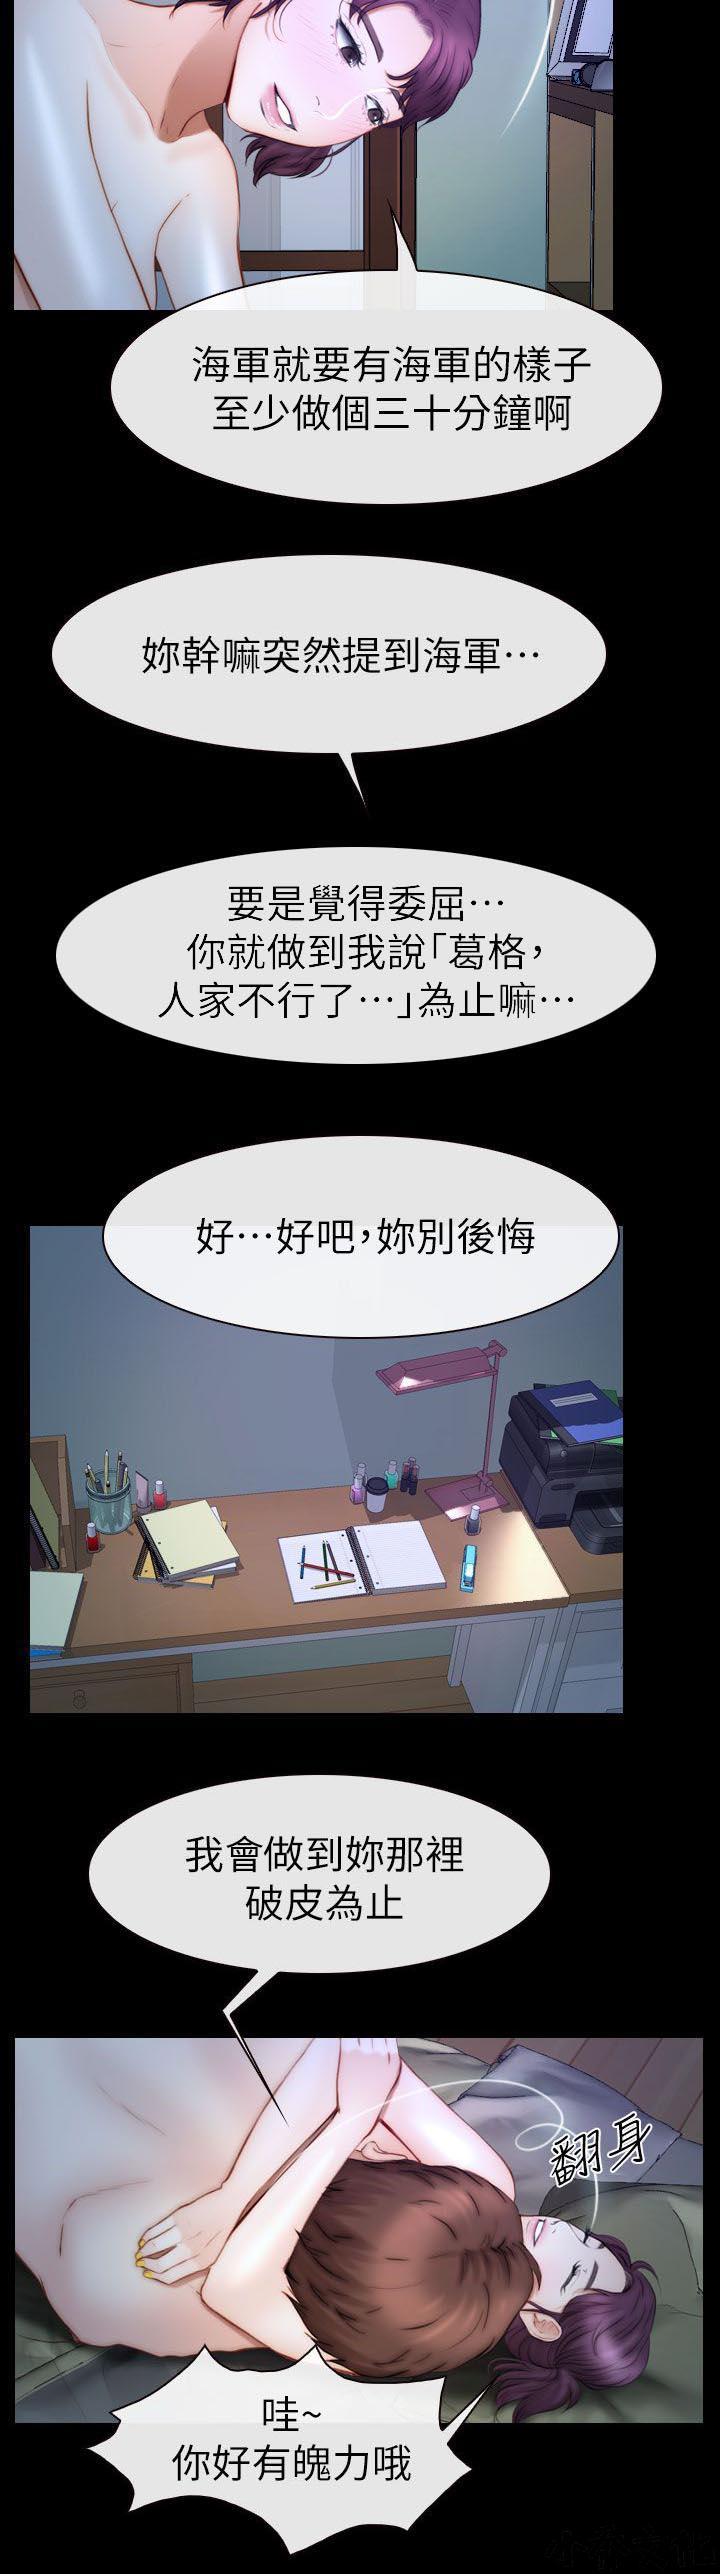 海軍就要有海軍的樣子
至少做個三十分鐘啊
妳幹嘛突然提到海軍⋯
要是覺得委屈⋯
你就做到我說「葛格，
人家不行了⋯」為止嘛⋯
好⋯好吧，妳別後悔
我會做到妳那裡
破皮為止
翻身
哇~
你好有魄力哦